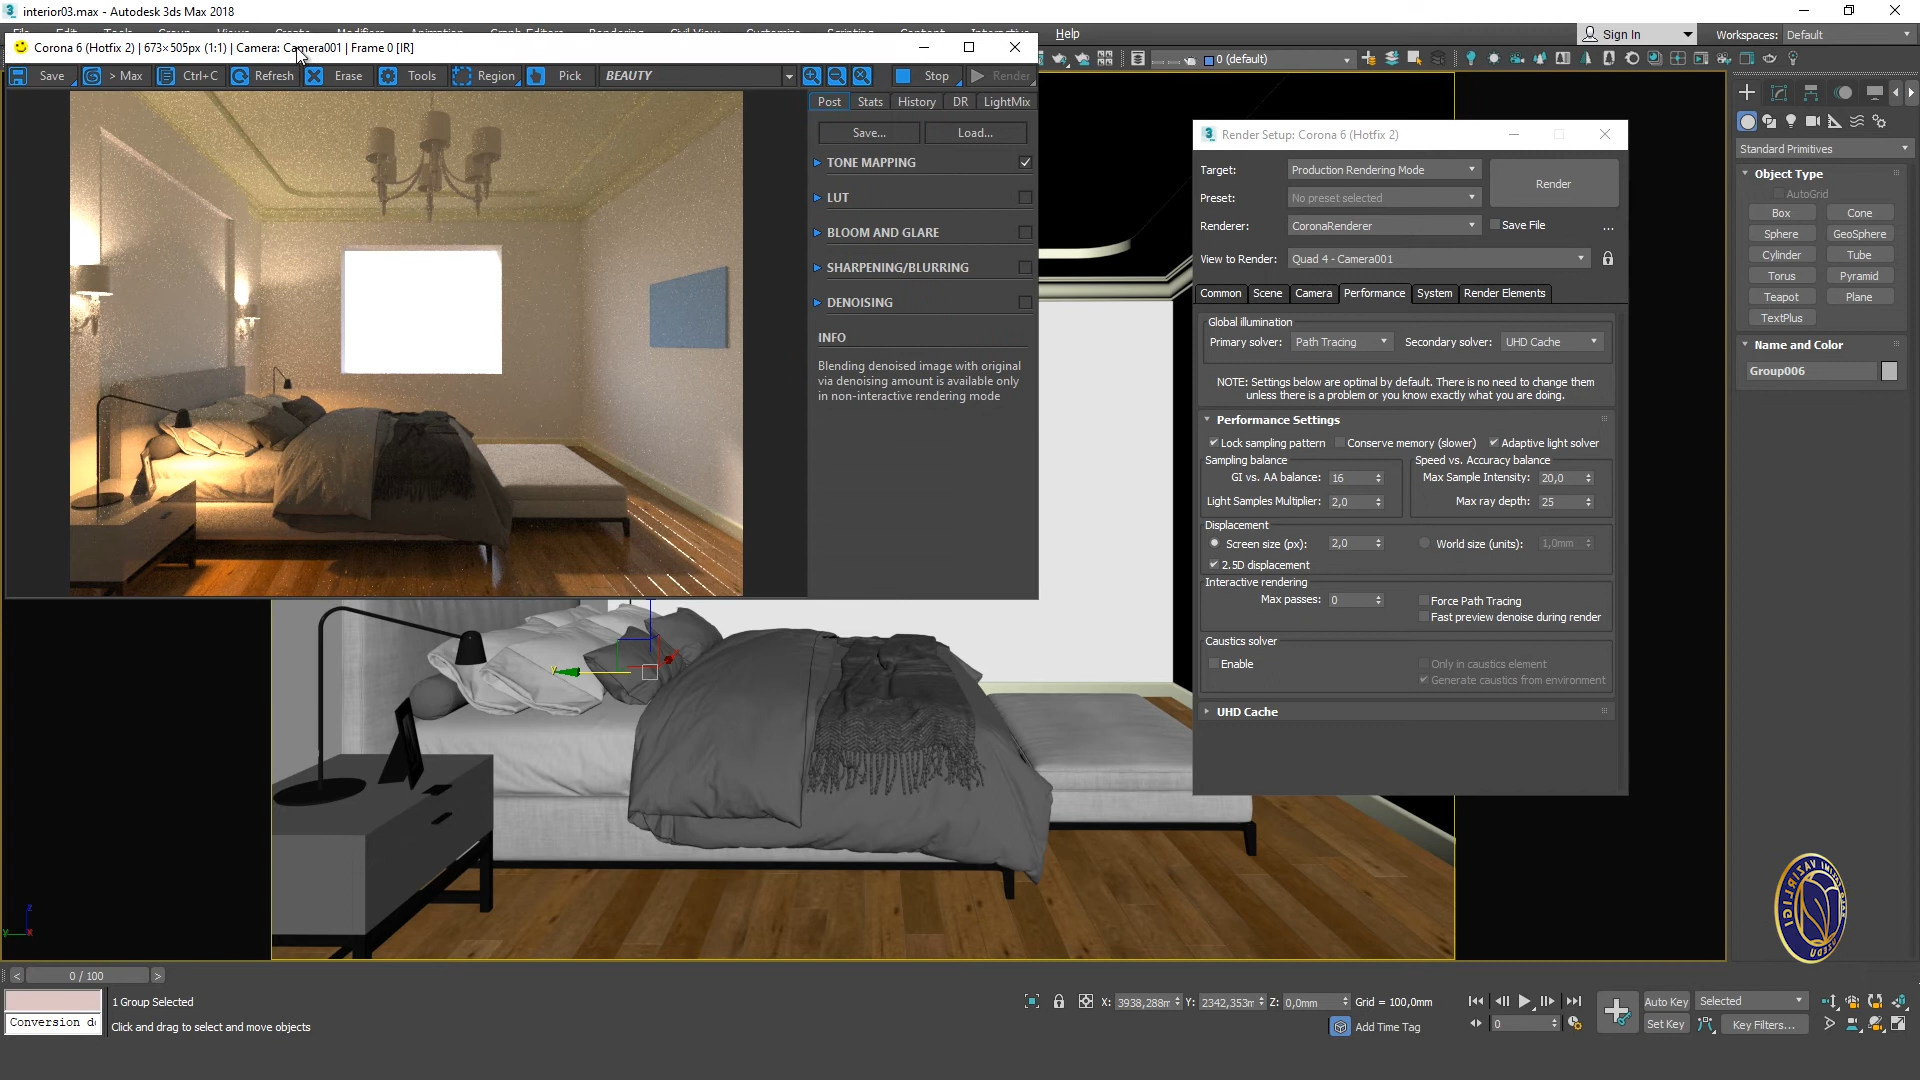 interior03.max - Autodesk 3ds Max 2018
Help
Sign In
Workspaces: Default
Corona 6 (Hotfix 2) | 673×505px (1:1) | Camera: Camera001 | Frame 0 [IR]
Save > Max Ctrl+C Refresh Erase Tools Region Pick BEAUTY Stop Render
0 (default)
Post Stats History DR LightMix
Save... Load...
TONE MAPPING
LUT
BLOOM AND GLARE
SHARPENING/BLURRING
DENOISING
INFO
Blending denoised image with original
via denoising amount is available only
in non-interactive rendering mode
Render Setup: Corona 6 (Hotfix 2)
Target: Production Rendering Mode
Render
Preset: No preset selected
Renderer: CoronaRenderer Save File ...
View to Render: Quad 4 - Camera001
Common Scene Camera Performance System Render Elements
Global illumination
Primary solver: Path Tracing Secondary solver: UHD Cache
NOTE: Settings below are optimal by default. There is no need to change them
unless there is a problem or you know exactly what you are doing.
Performance Settings
Lock sampling pattern Conserve memory (slower) Adaptive light solver
Sampling balance Speed vs. Accuracy balance
GI vs. AA balance: 16 Max Sample Intensity: 20,0
Light Samples Multiplier: 2,0 Max ray depth: 25
Displacement
Screen size (px): 2,0 World size (units): 1,0mm
2.5D displacement
Interactive rendering
Max passes: 0 Force Path Tracing
Fast preview denoise during render
Caustics solver
Enable Only in caustics element
Generate caustics from environment
UHD Cache
Standard Primitives
Object Type
AutoGrid
Box Cone
Sphere GeoSphere
Cylinder Tube
Torus Pyramid
Teapot Plane
TextPlus
Name and Color
Group006
z
y x
y
< 0 / 100 >
1 Group Selected
Click and drag to select and move objects
X: 3938,288m Y: 2342,353m Z: 0,0mm Grid = 100,0mm
Add Time Tag
0
Auto Key Selected
Set Key Key Filters...